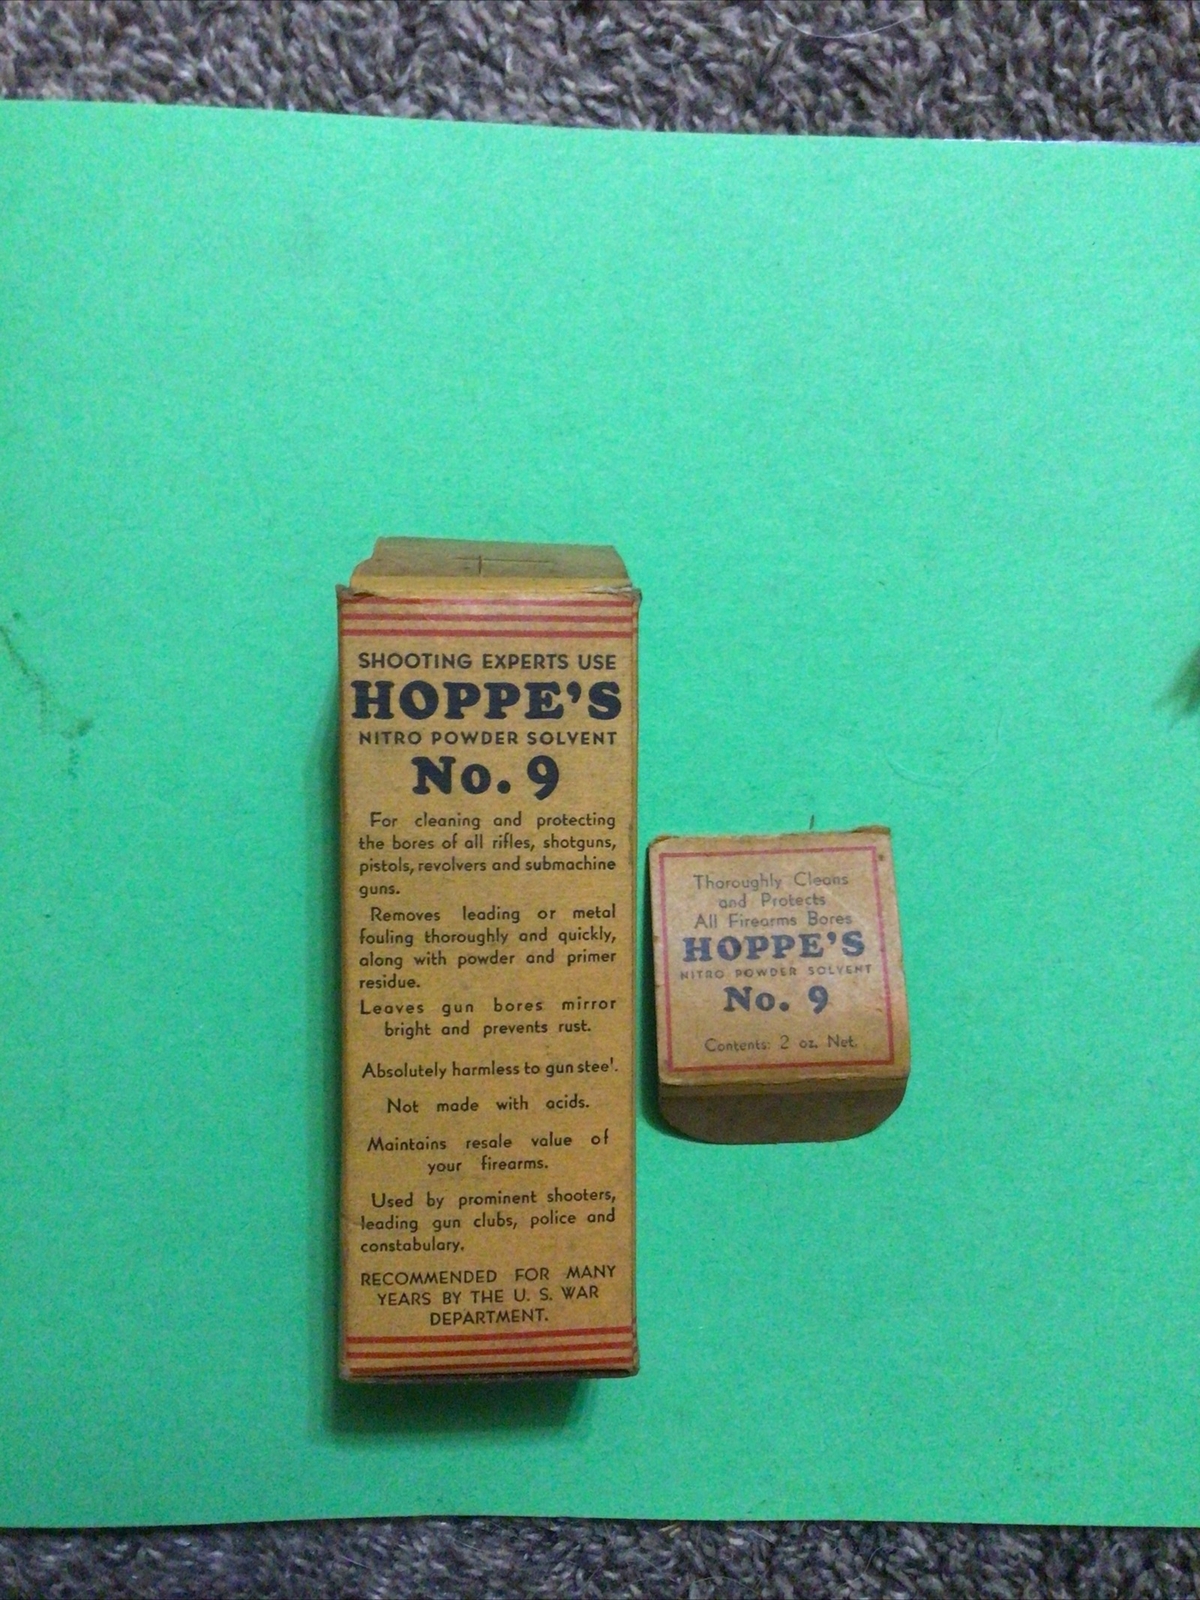 SHOOTING EXPERTS USE
HOPPE'S
NITRO POWDER SOLVENT
No. 9
For cleaning and protecting
the bores of all rifles, shotguns,
pistols, revolvers and submachine
guns.
Removes leading or metal
fouling thoroughly and quickly,
along with powder and primer
residue.
Leaves gun bores mirror
bright and prevents rust.
Absolutely harmless to gun steel.
Not made with acids.
Maintains resale value of
your firearms.
Used by prominent shooters,
leading gun clubs, police and
constabulary.
RECOMMENDED FOR MANY
YEARS BY THE U. S. WAR
DEPARTMENT.
Thoroughly Cleans
and Protects
All Firearms Bores
HOPPE'S
NITRO POWDER SOLVENT
No. 9
Contents: 2 oz. Net.